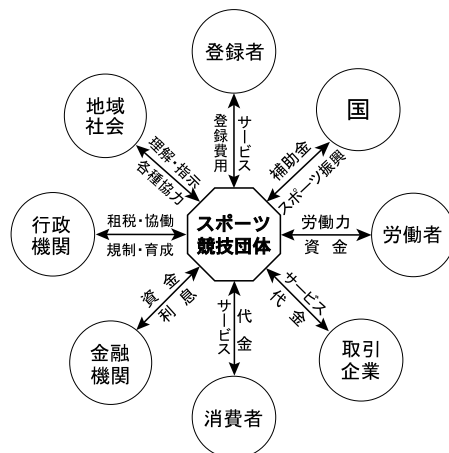 登録者
サービス
登録費用
国
補助金
スポーツ振興
地域
社会
理解・指示
各種協力
行政
機関
租税・協働
規制・育成
スポーツ
競技団体
労働力
資金
労働者
資金
利息
金融
機関
サービス
代金
消費者
サービス
代金
取引
企業